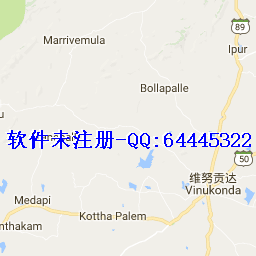 89
Marrivemula
Ipur
Bollapalle
软件未注册-QQ:64445322
50
维努贡达
Vinukonda
Medapi
Kottha Palem
nthakam